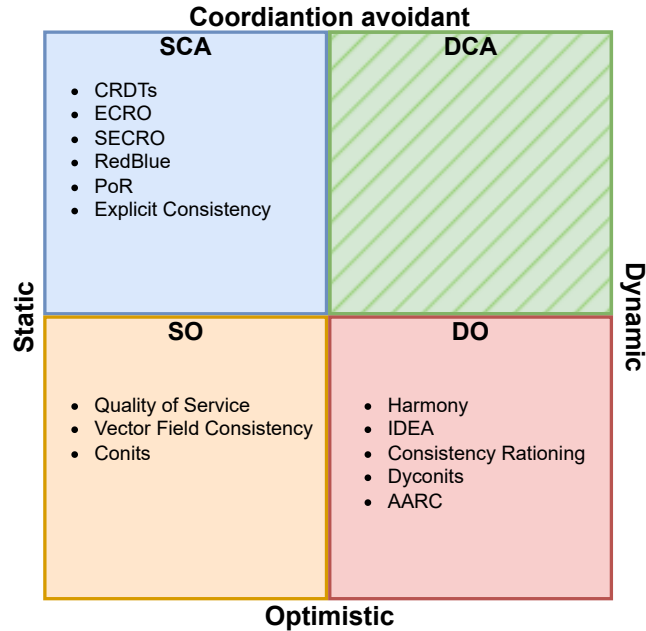 Coordiantion avoidant
SCA
DCA
CRDTs
ECRO
SECRO
RedBlue
PoR
Explicit Consistency
Static
Dynamic
SO
DO
Quality of Service
Vector Field Consistency
Conits
Harmony
IDEA
Consistency Rationing
Dyconits
AARC
Optimistic